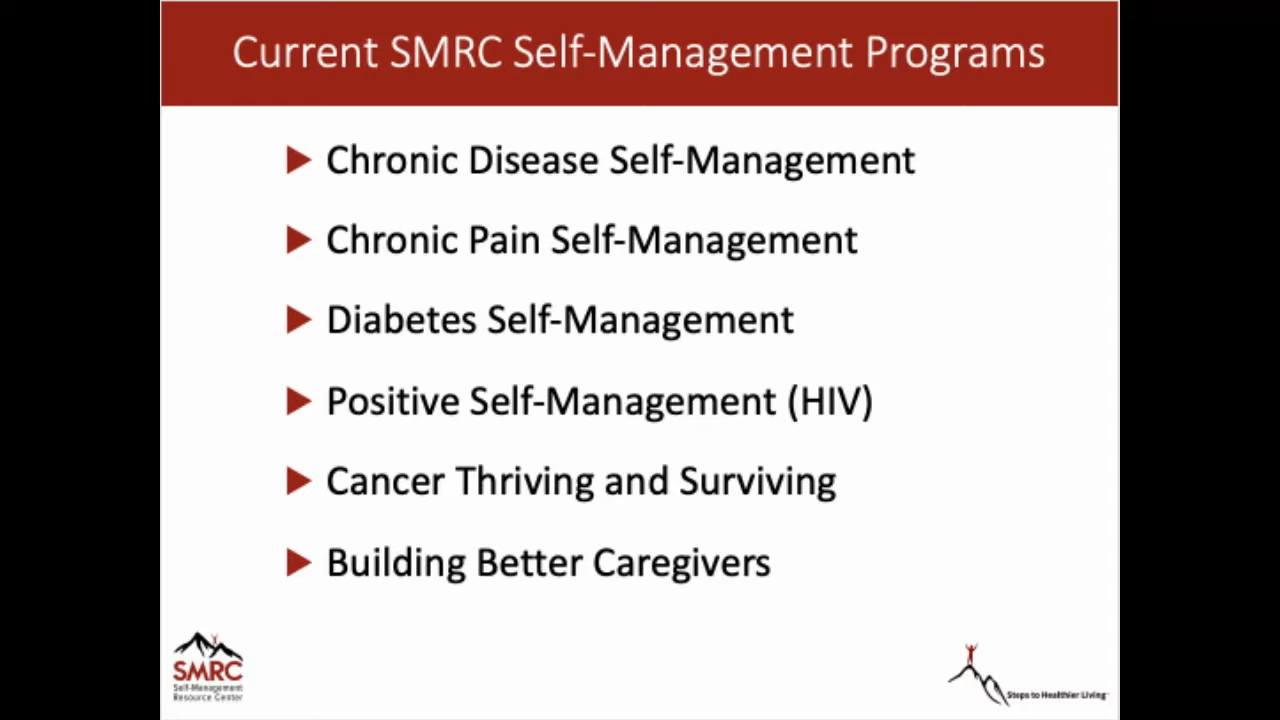 Current SMRC Self-Management Programs
Chronic Disease Self-Management
Chronic Pain Self-Management
Diabetes Self-Management
Positive Self-Management (HIV)
Cancer Thriving and Surviving
Building Better Caregivers
SMRC
Self-Management
Resource Center
Steps to Healthier Living